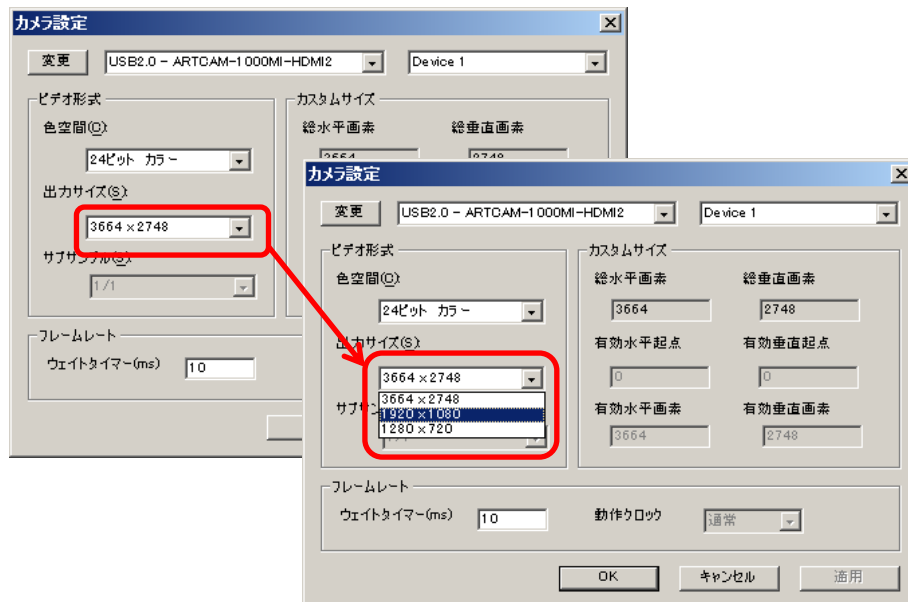 カメラ設定
変更
USB2.0 - ARTCAM-1000MI-HDMI2
Device 1
ビデオ形式
色空間(C):
24ビット カラー
出力サイズ(S):
3664×2748
サブサンプル(S):
1/1
カスタムサイズ
総水平画素
総垂直画素
3664
2748
フレームレート
ウェイトタイマー(ms)
10
カメラ設定
変更
USB2.0 - ARTCAM-1000MI-HDMI2
Device 1
ビデオ形式
色空間(C):
24ビット カラー
出力サイズ(S):
3664×2748
3664×2748
1920×1080
1280×720
サブサン
カスタムサイズ
総水平画素
総垂直画素
3664
2748
有効水平起点
有効垂直起点
0
0
有効水平画素
有効垂直画素
3664
2748
フレームレート
ウェイトタイマー(ms)
10
動作クロック
通常
OK
キャンセル
適用